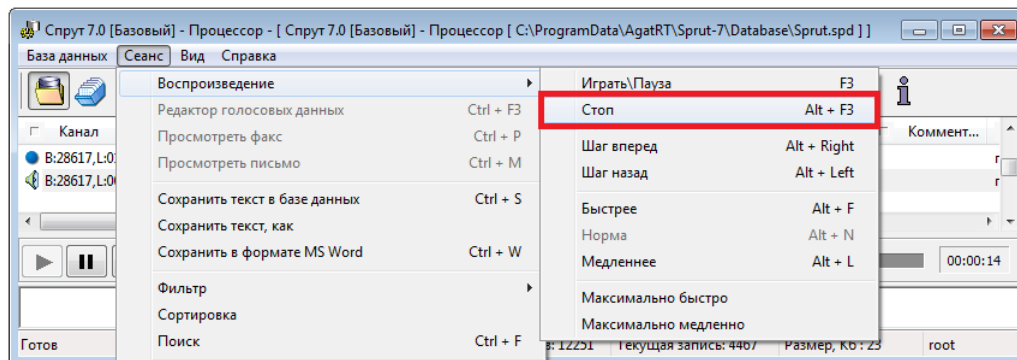 Спрут 7.0 [Базовый] - Процессор - [ Спрут 7.0 [Базовый] - Процессор [ C:\ProgramData\AgatRT\Sprut-7\Database\Sprut.spd ] ]
База данных Сеанс Вид Справка
Воспроизведение Играть\Пауза F3
Редактор голосовых данных Ctrl + F3 Стоп Alt + F3
Канал Коммент...
Просмотреть факс Ctrl + P Шаг вперед Alt + Right
B:28617,L:0
Просмотреть письмо Ctrl + M Шаг назад Alt + Left
B:28617,L:0
Сохранить текст в базе данных Ctrl + S Быстрее Alt + F
Сохранить текст, как Норма Alt + N
Сохранить в формате MS Word Ctrl + W Медленнее Alt + L 00:00:14
Фильтр Максимально быстро
Сортировка Максимально медленно
Готов Поиск Ctrl + F : 12251 Текущая запись: 4467 Размер, Кб : 23 root